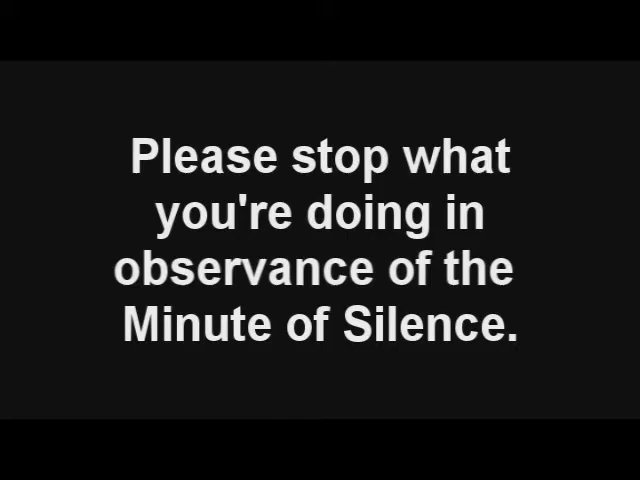 Please stop what
you're doing in
observance of the
Minute of Silence.